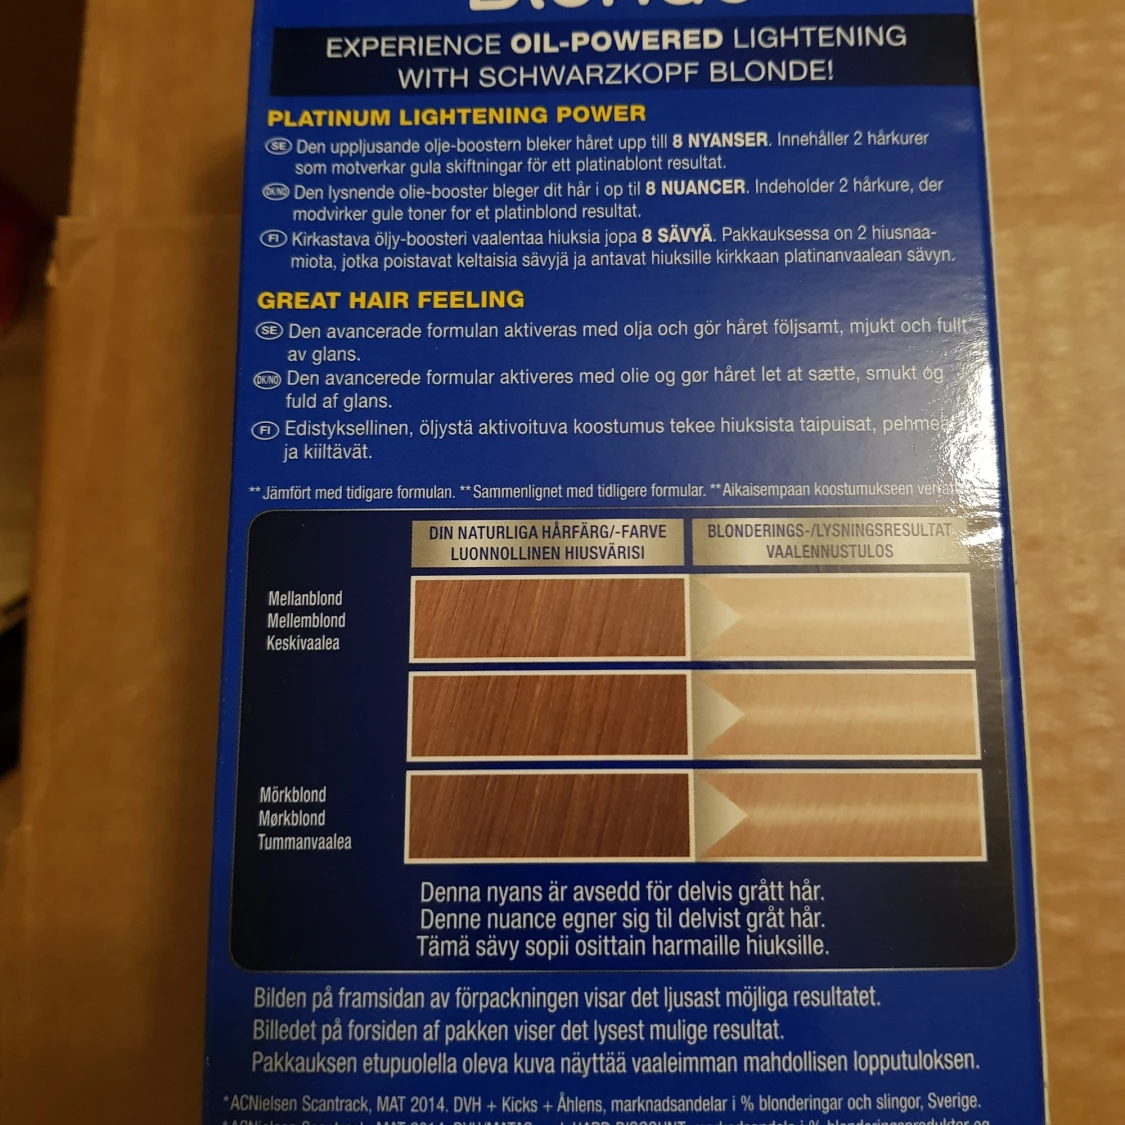 Blonde
EXPERIENCE OIL-POWERED LIGHTENING
WITH SCHWARZKOPF BLONDE!
PLATINUM LIGHTENING POWER
SE Den uppljusande olje-boostern bleker håret upp till 8 NYANSER. Innehåller 2 hårkurer
som motverkar gula skiftningar för ett platinablont resultat.
DK/NO Den lysnende olie-booster bleger dit hår i op til 8 NUANCER. Indeholder 2 hårkure, der
modvirker gule toner for et platinblond resultat.
FI Kirkastava öljy-boosteri vaalentaa hiuksia jopa 8 SÄVYÄ. Pakkauksessa on 2 hiusnaa-
miota, jotka poistavat keltaisia sävyjä ja antavat hiuksille kirkkaan platinanvaalean sävyn.
GREAT HAIR FEELING
SE Den avancerade formulan aktiveras med olja och gör håret följsamt, mjukt och fullt
av glans.
DK/NO Den avancerede formular aktiveres med olie og gør håret let at sætte, smukt og
fuld af glans.
FI Edistyksellinen, öljystä aktivoituva koostumus tekee hiuksista taipuisat, pehmeät
ja kiiltävät.
**Jämfört med tidigare formulan. **Sammenlignet med tidligere formular. **Aikaisempaan koostumukseen
DIN NATURLIGA HÅRFÄRG/-FARVE
LUONNOLLINEN HIUSVÄRISI
BLONDERINGS-/LYSNINGSRESULTAT
VAALENNUSTULOS
Mellanblond
Mellemblond
Keskivaalea
Mörkblond
Mørkblond
Tummanvaalea
Denna nyans är avsedd för delvis grått hår.
Denne nuance egner sig til delvist gråt hår.
Tämä sävy sopii osittain harmaille hiuksille.
Bilden på framsidan av förpackningen visar det ljusast möjliga resultatet.
Billedet på forsiden af pakken viser det lysest mulige resultat.
Pakkauksen etupuolella oleva kuva näyttää vaaleimman mahdollisen lopputuloksen.
*ACNielsen Scantrack, MAT 2014. DVH + Kicks + Åhlens, marknadsandelar i % blonderingar och slingor, Sverige.